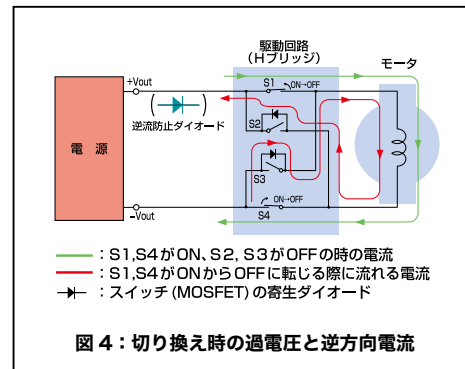 駆動回路
(Hブリッジ)
モータ
+Vout
S1
ON→OFF
電源
逆流防止ダイオード
S2
S3
ON→OFF
S4
−Vout
:S1,S4がON、S2, S3がOFFの時の電流
:S1,S4がONからOFFに転じる際に流れる電流
:スイッチ(MOSFET)の寄生ダイオード
図4:切り換え時の過電圧と逆方向電流